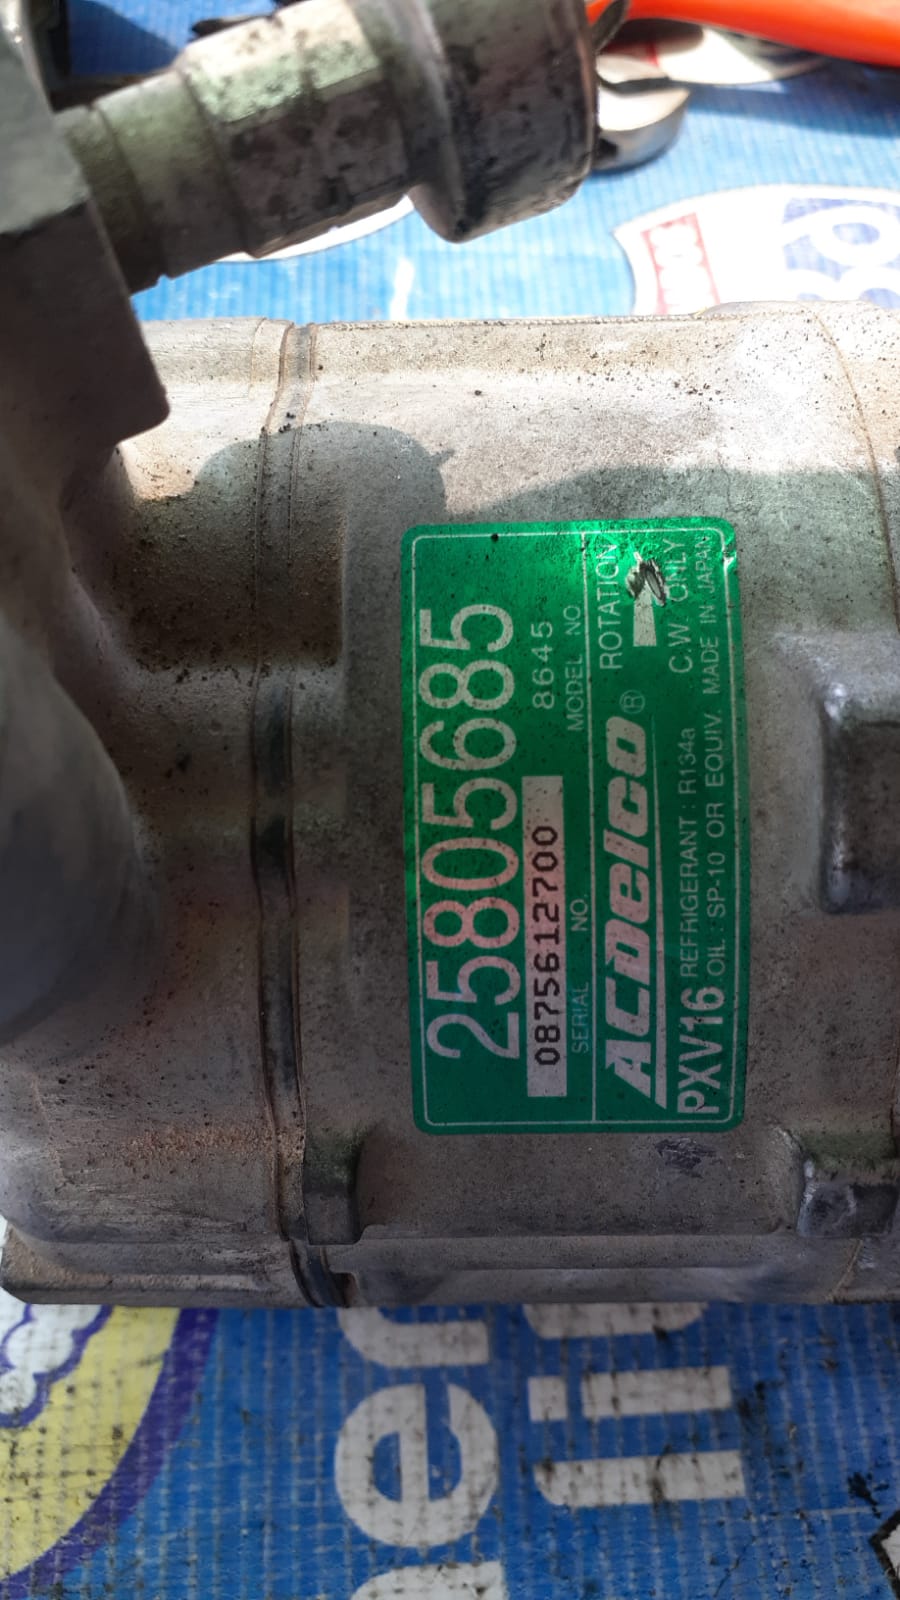 25805685
0875612700 8645
SERIAL NO. MODEL NO
ACDelco® ROTATION
C.W. ONLY
PXV16 REFRIGERANT : R134a
OIL : SP-10 OR EQUIV. MADE IN JAPAN